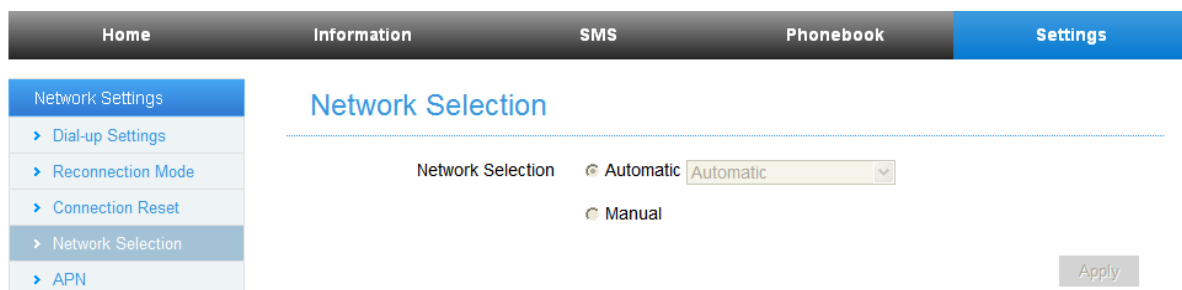 Home Information SMS Phonebook Settings
Network Settings
Dial-up Settings
Reconnection Mode
Connection Reset
Network Selection
APN
Network Selection
Network Selection Automatic Automatic
Manual
Apply